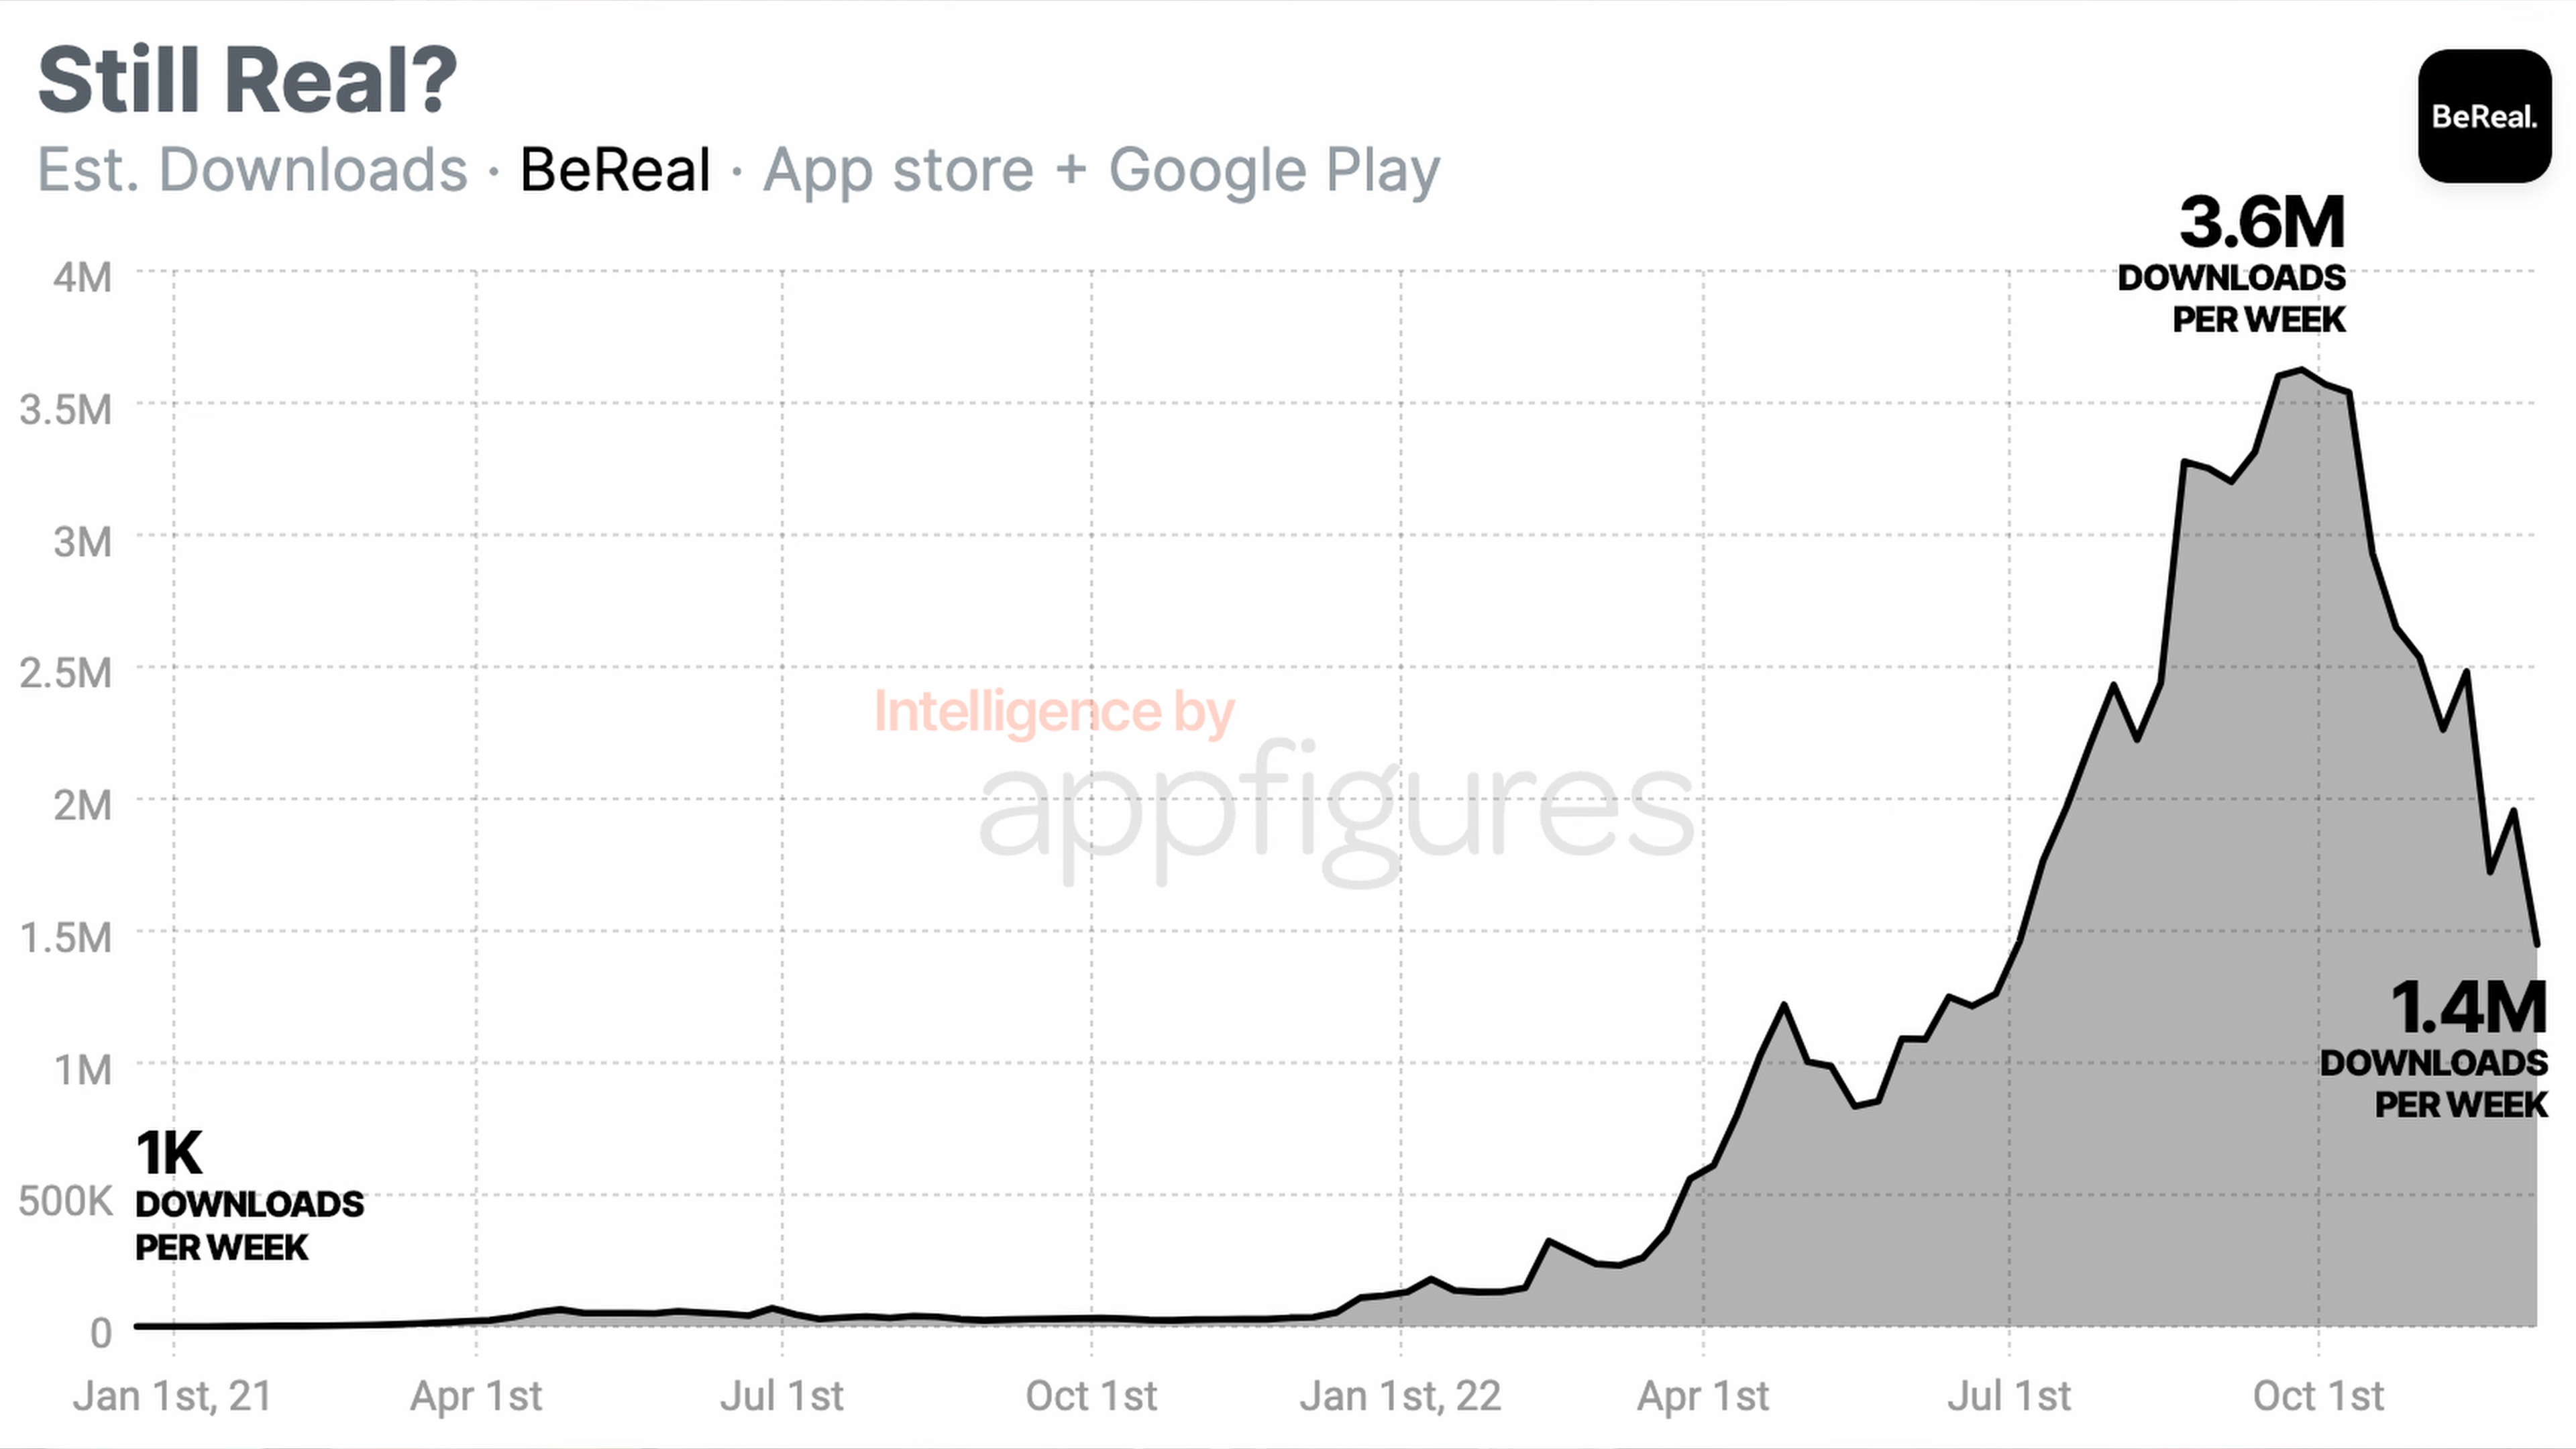 Still Real?
Est. Downloads · BeReal · App store + Google Play
BeReal.
3.6M
DOWNLOADS
PER WEEK
4M
3.5M
3M
2.5M
2M
1.5M
1M
500K
0
Intelligence by
appfigures
1K
DOWNLOADS
PER WEEK
1.4M
DOWNLOADS
PER WEEK
Jan 1st, 21 Apr 1st Jul 1st Oct 1st Jan 1st, 22 Apr 1st Jul 1st Oct 1st